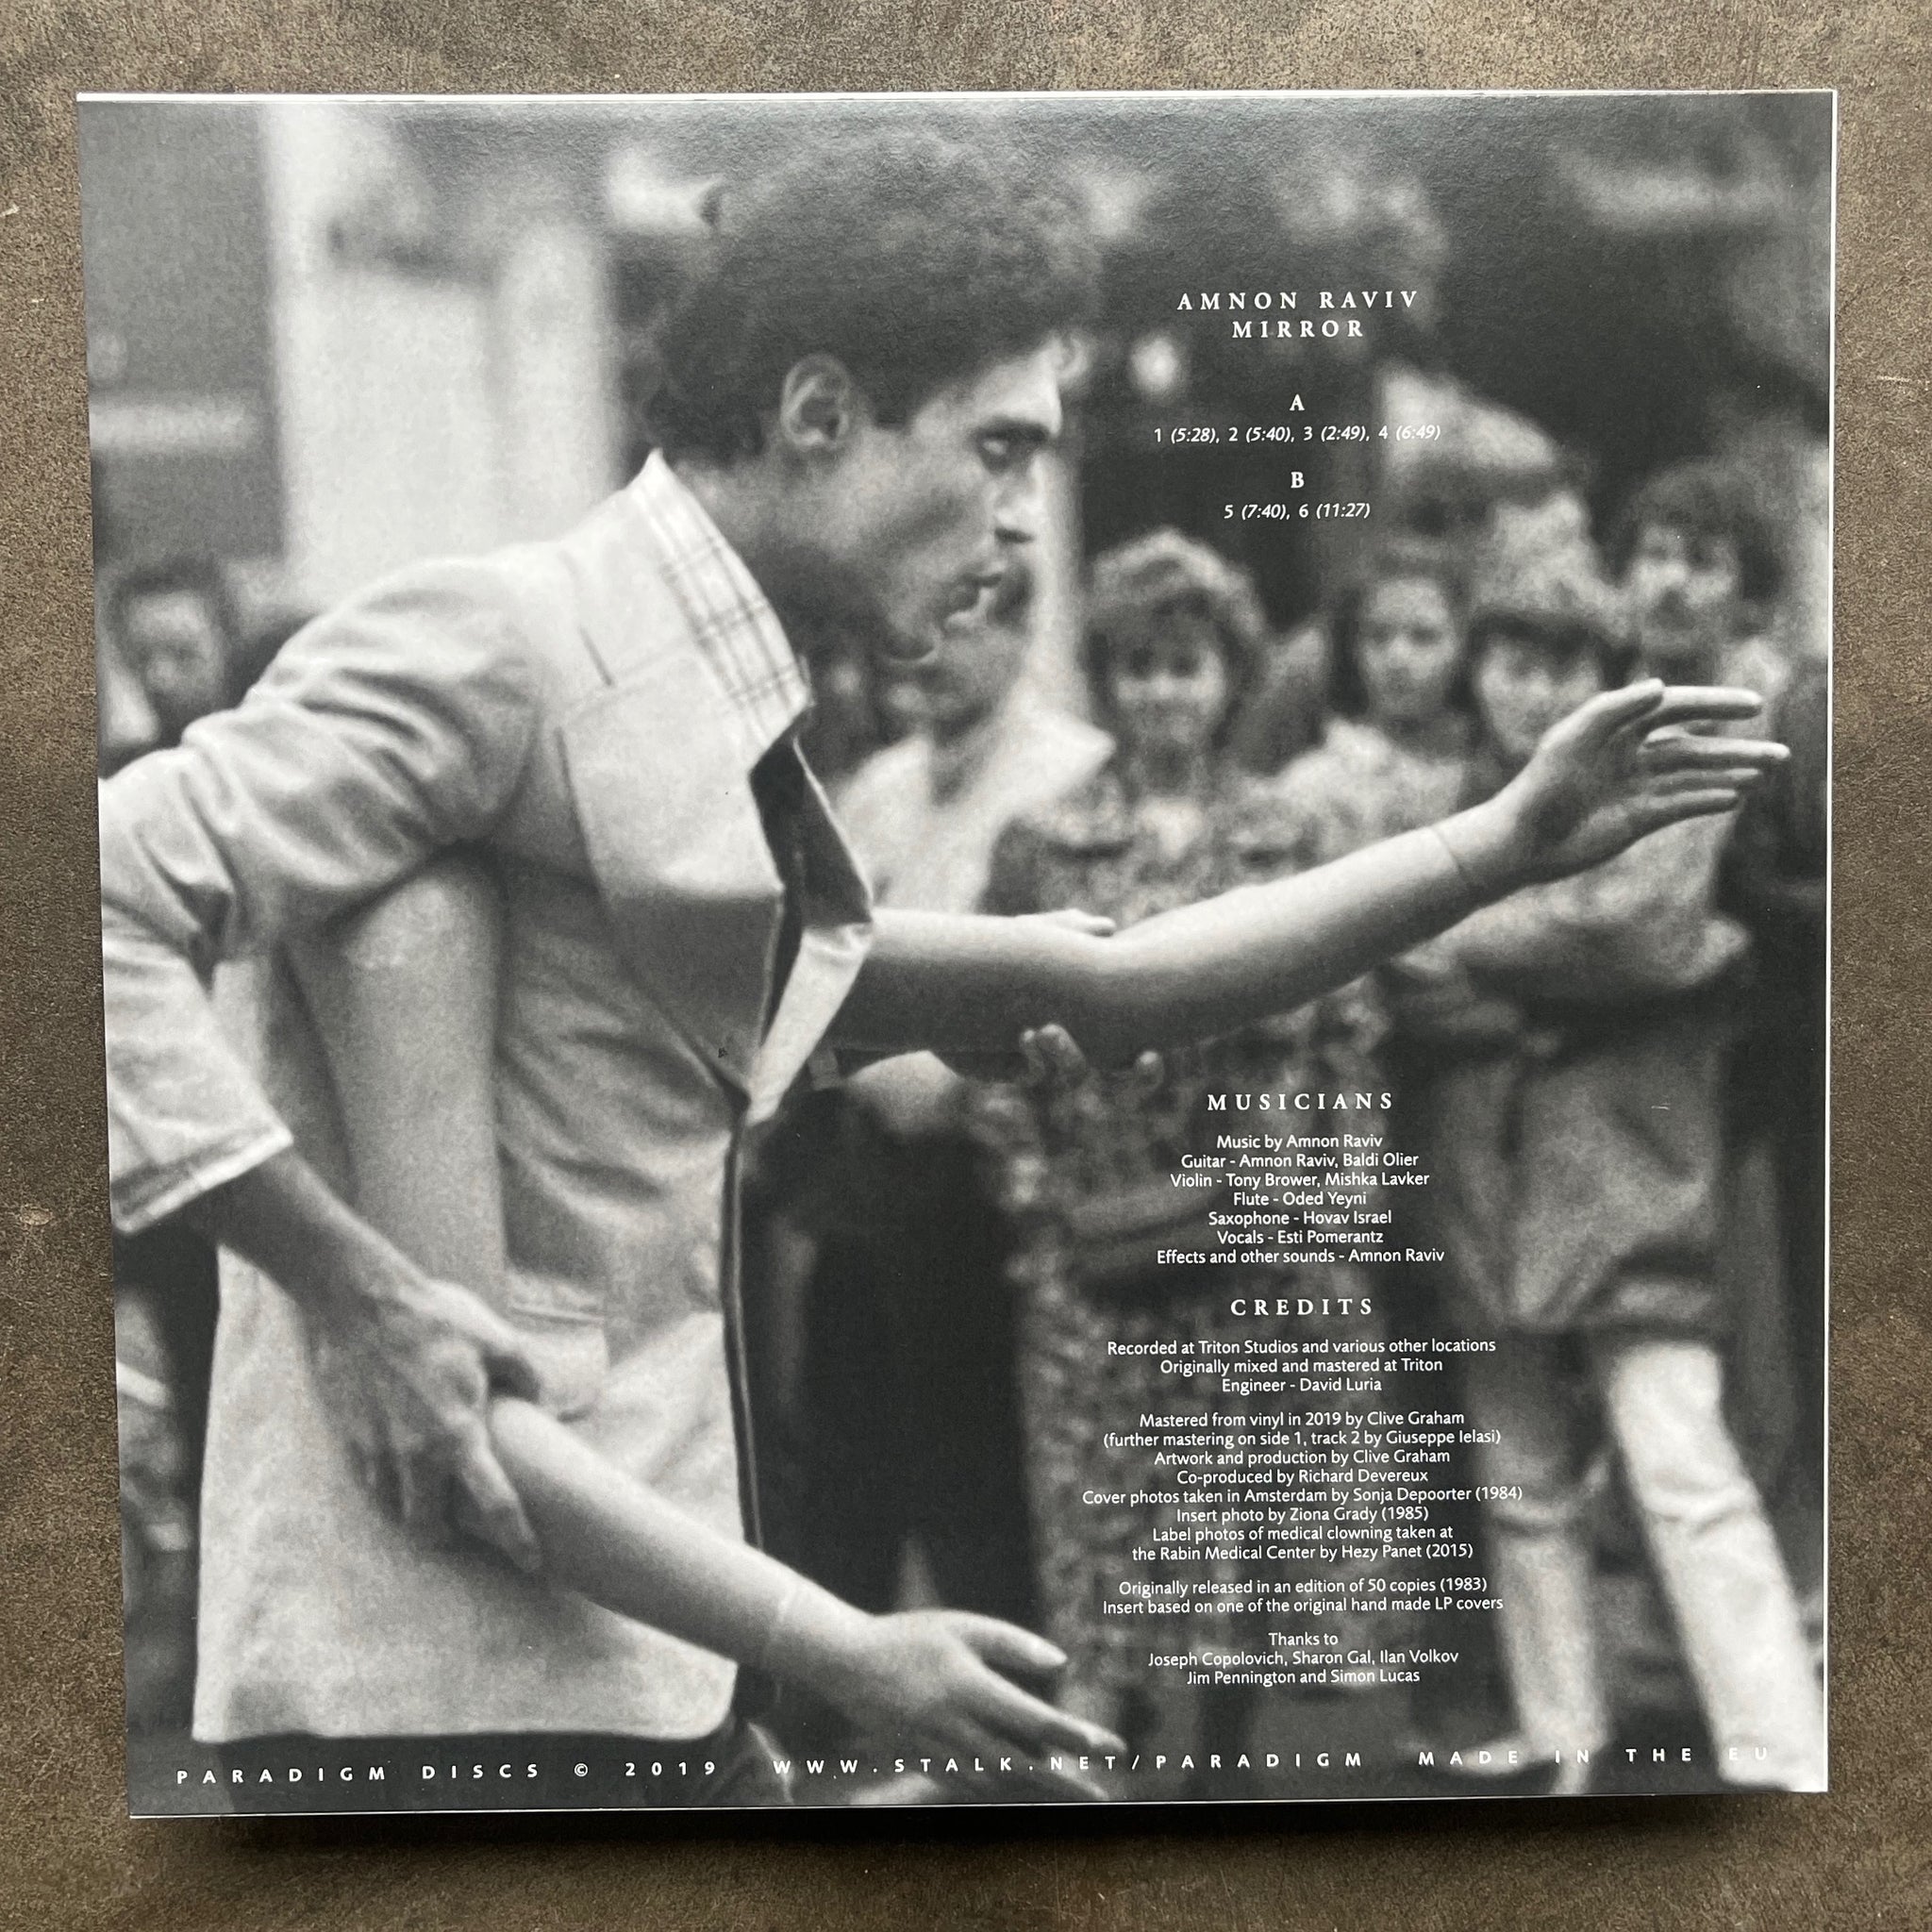 AMNON RAVIV
MIRROR
A
1 (5:28), 2 (5:40), 3 (2:49), 4 (6:49)
B
5 (7:40), 6 (11:27)
MUSICIANS
Music by Amnon Raviv
Guitar - Amnon Raviv, Baldi Olier
Violin - Tony Brower, Mishka Lavker
Flute - Oded Yeyni
Saxophone - Hovav Israel
Vocals - Esti Pomerantz
Effects and other sounds - Amnon Raviv
CREDITS
Recorded at Triton Studios and various other locations
Originally mixed and mastered at Triton
Engineer - David Luria
Mastered from vinyl in 2019 by Clive Graham
(further mastering on side 1, track 2 by Giuseppe Ielasi)
Artwork and production by Clive Graham
Co-produced by Richard Devereux
Cover photos taken in Amsterdam by Sonja Depoorter (1984)
Insert photo by Ziona Grady (1985)
Label photos of medical clowning taken at
the Rabin Medical Center by Hezy Panet (2015)
Originally released in an edition of 50 copies (1983)
Insert based on one of the original hand made LP covers
Thanks to
Joseph Copolovich, Sharon Gal, Ilan Volkov
Jim Pennington and Simon Lucas
PARADIGM DISCS © 2019 WWW.STALK.NET/PARADIGM MADE IN THE EU